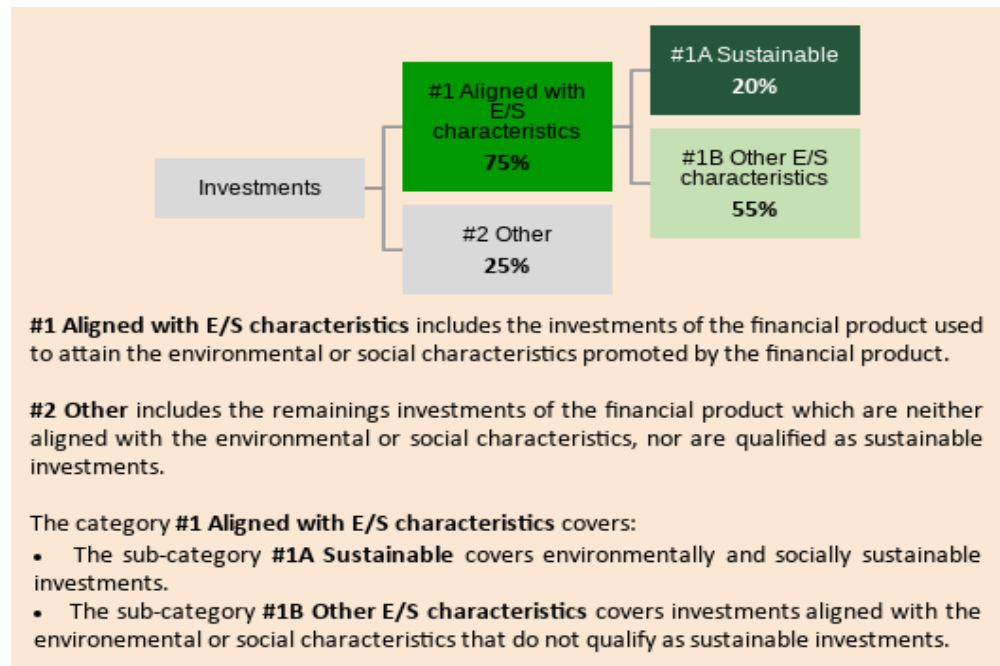 #1A Sustainable
20%
#1 Aligned with
E/S
characteristics
75%
#1B Other E/S
characteristics
55%
Investments
#2 Other
25%
#1 Aligned with E/S characteristics includes the investments of the financial product used
to attain the environmental or social characteristics promoted by the financial product.
#2 Other includes the remainings investments of the financial product which are neither
aligned with the environmental or social characteristics, nor are qualified as sustainable
investments.
The category #1 Aligned with E/S characteristics covers:
• The sub-category #1A Sustainable covers environmentally and socially sustainable
investments.
• The sub-category #1B Other E/S characteristics covers investments aligned with the
environemental or social characteristics that do not qualify as sustainable investments.